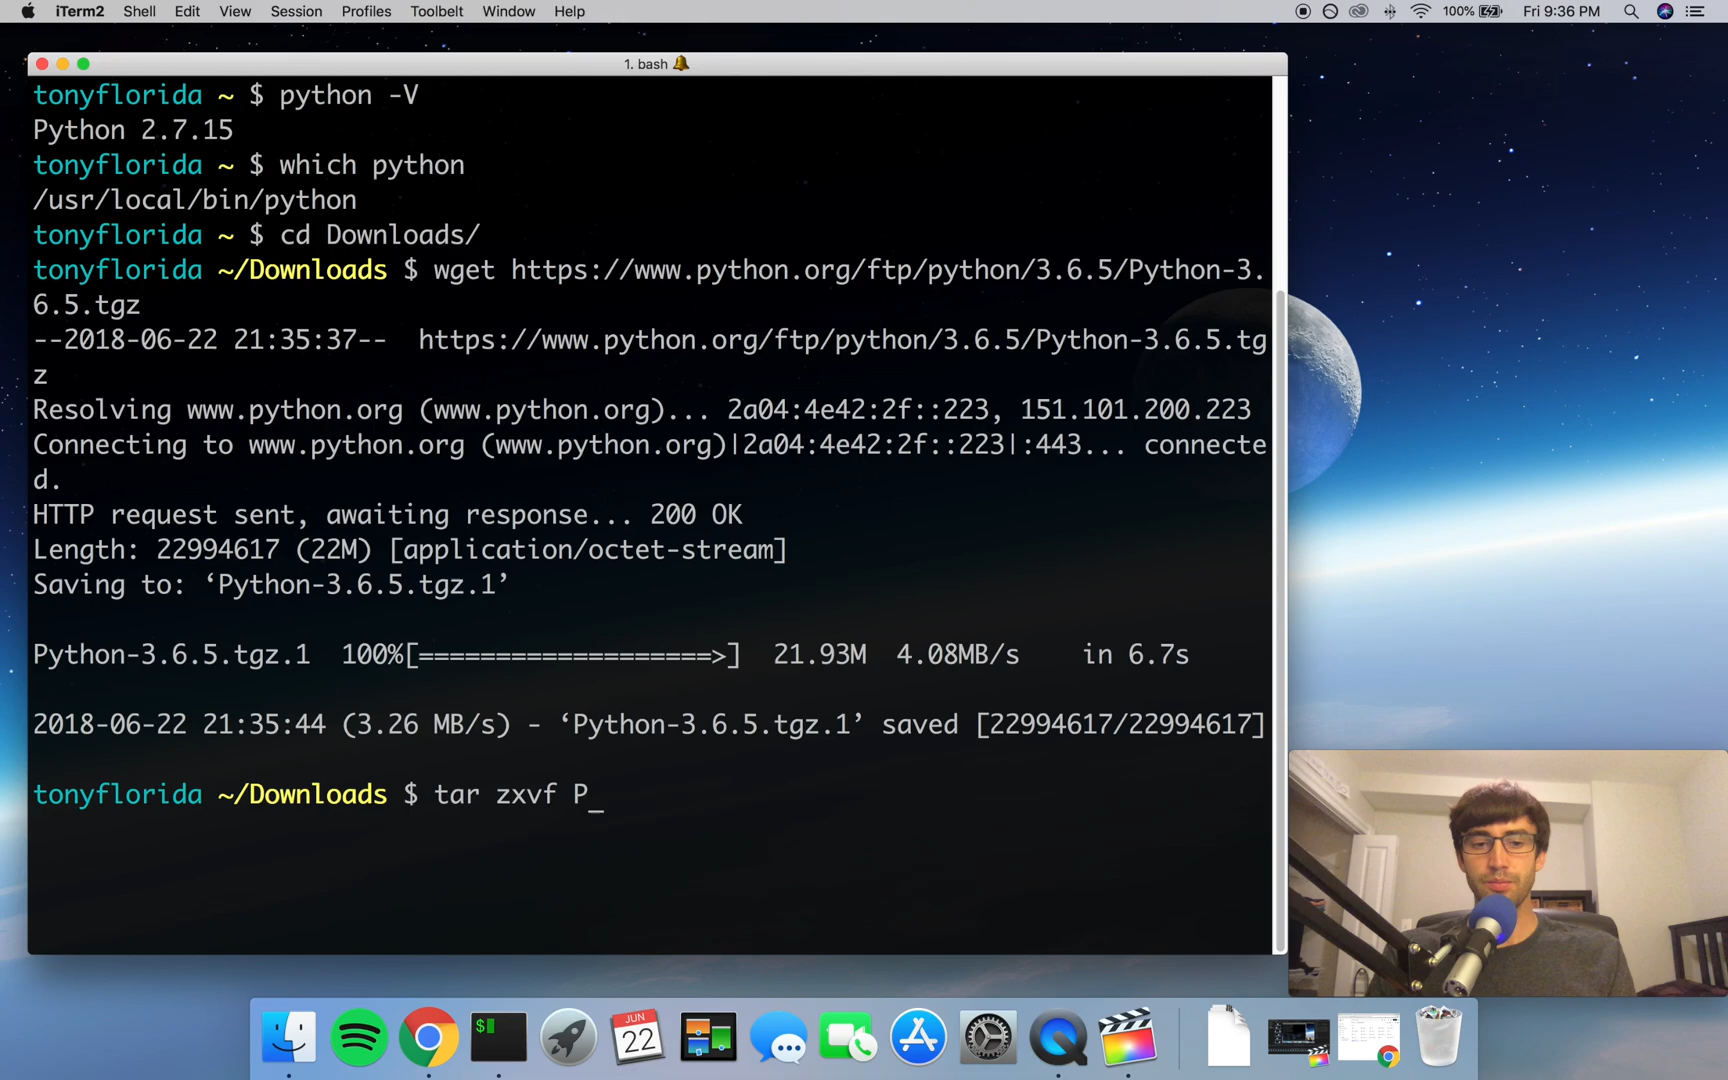 iTerm2 Shell Edit View Session Profiles Toolbelt Window Help 100% Fri 9:36 PM
1. bash
tonyflorida ~ $ python -V
Python 2.7.15
tonyflorida ~ $ which python
/usr/local/bin/python
tonyflorida ~ $ cd Downloads/
tonyflorida ~/Downloads $ wget https://www.python.org/ftp/python/3.6.5/Python-3.
6.5.tgz
--2018-06-22 21:35:37--  https://www.python.org/ftp/python/3.6.5/Python-3.6.5.tg
z
Resolving www.python.org (www.python.org)... 2a04:4e42:2f::223, 151.101.200.223
Connecting to www.python.org (www.python.org)|2a04:4e42:2f::223|:443... connecte
d.
HTTP request sent, awaiting response... 200 OK
Length: 22994617 (22M) [application/octet-stream]
Saving to: ‘Python-3.6.5.tgz.1’
Python-3.6.5.tgz.1  100%[===================>]  21.93M  4.08MB/s    in 6.7s
2018-06-22 21:35:44 (3.26 MB/s) - ‘Python-3.6.5.tgz.1’ saved [22994617/22994617]
tonyflorida ~/Downloads $ tar zxvf P_
$
JUN
22